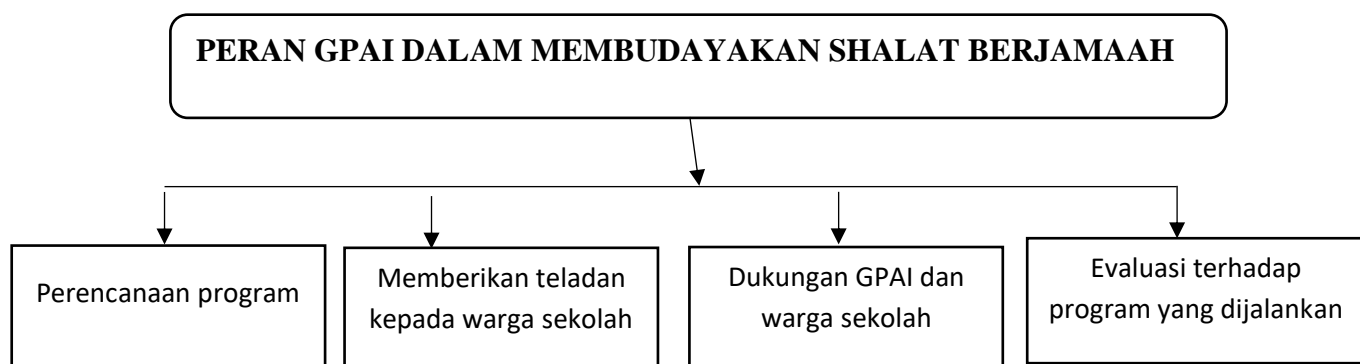 PERAN GPAI DALAM MEMBUDAYAKAN SHALAT BERJAMAAH
Perencanaan program
Memberikan teladan
kepada warga sekolah
Dukungan GPAI dan
warga sekolah
Evaluasi terhadap
program yang dijalankan